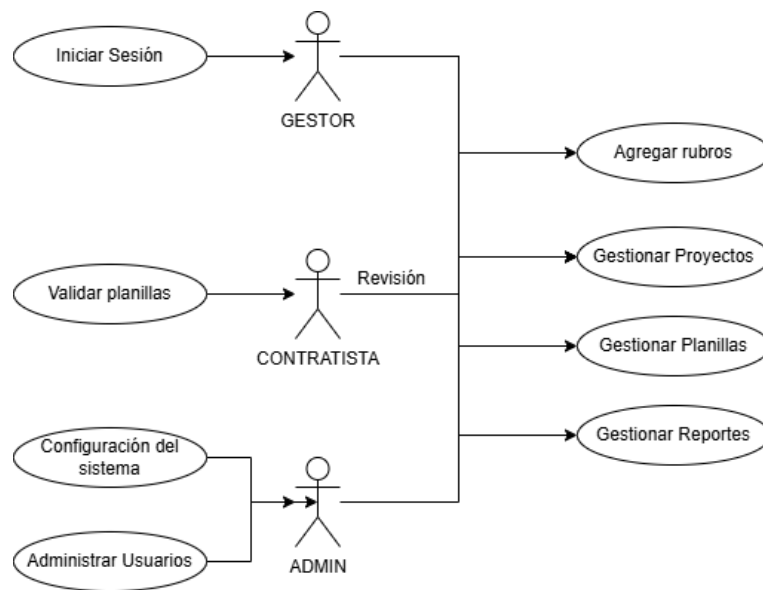 Iniciar Sesión
GESTOR
Agregar rubros
Gestionar Proyectos
Validar planillas
Revisión
CONTRATISTA
Gestionar Planillas
Gestionar Reportes
Configuración del
sistema
Administrar Usuarios
ADMIN